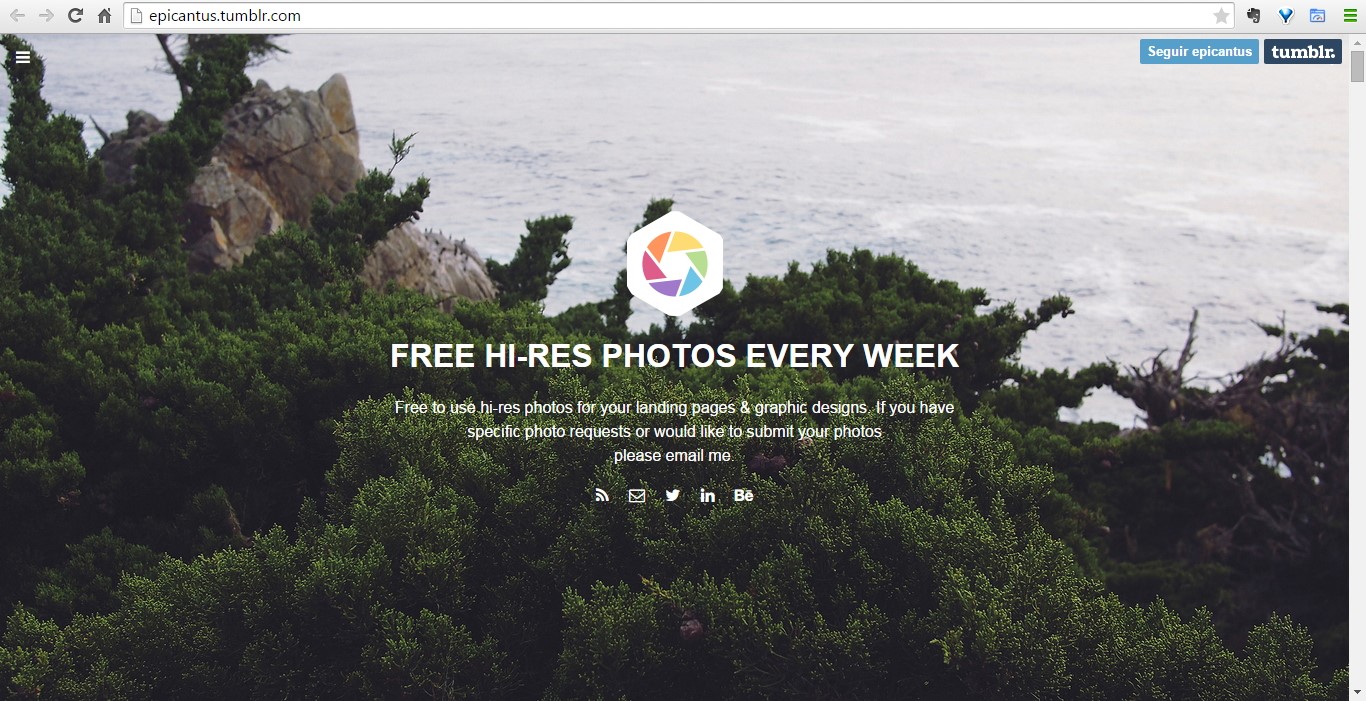 epicantus.tumblr.com
Seguir epicantus
tumblr.
FREE HI-RES PHOTOS EVERY WEEK
Free to use hi-res photos for your landing pages & graphic designs. If you have
specific photo requests or would like to submit your photos
please email me.
in
Bē